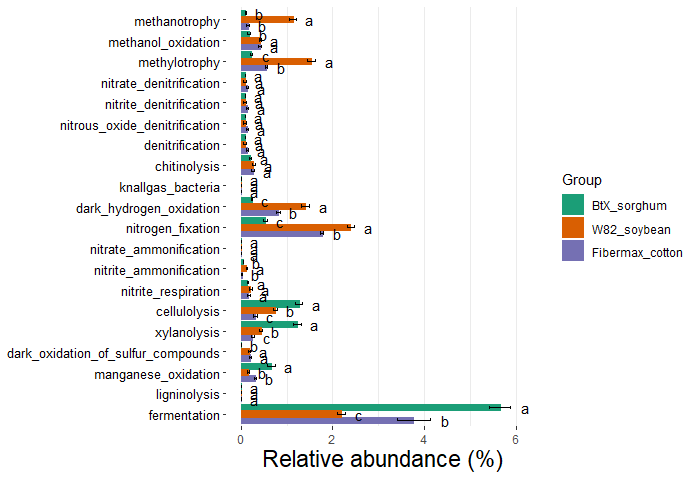 methanotrophy
b
a
b
methanol_oxidation
b
a
a
methylotrophy
c
a
b
nitrate_denitrification
a
a
a
nitrite_denitrification
a
a
a
nitrous_oxide_denitrification
a
a
a
denitrification
a
a
a
chitinolysis
a
a
a
knallgas_bacteria
a
a
a
dark_hydrogen_oxidation
c
a
b
nitrogen_fixation
c
a
b
nitrate_ammonification
a
a
a
nitrite_ammonification
b
a
b
nitrite_respiration
a
a
a
cellulolysis
a
b
c
xylanolysis
a
b
c
dark_oxidation_of_sulfur_compounds
b
a
a
manganese_oxidation
a
b
b
ligninolysis
a
a
a
fermentation
a
c
b
0 2 4 6
Relative abundance (%)
Group
BtX_sorghum
W82_soybean
Fibermax_cotton